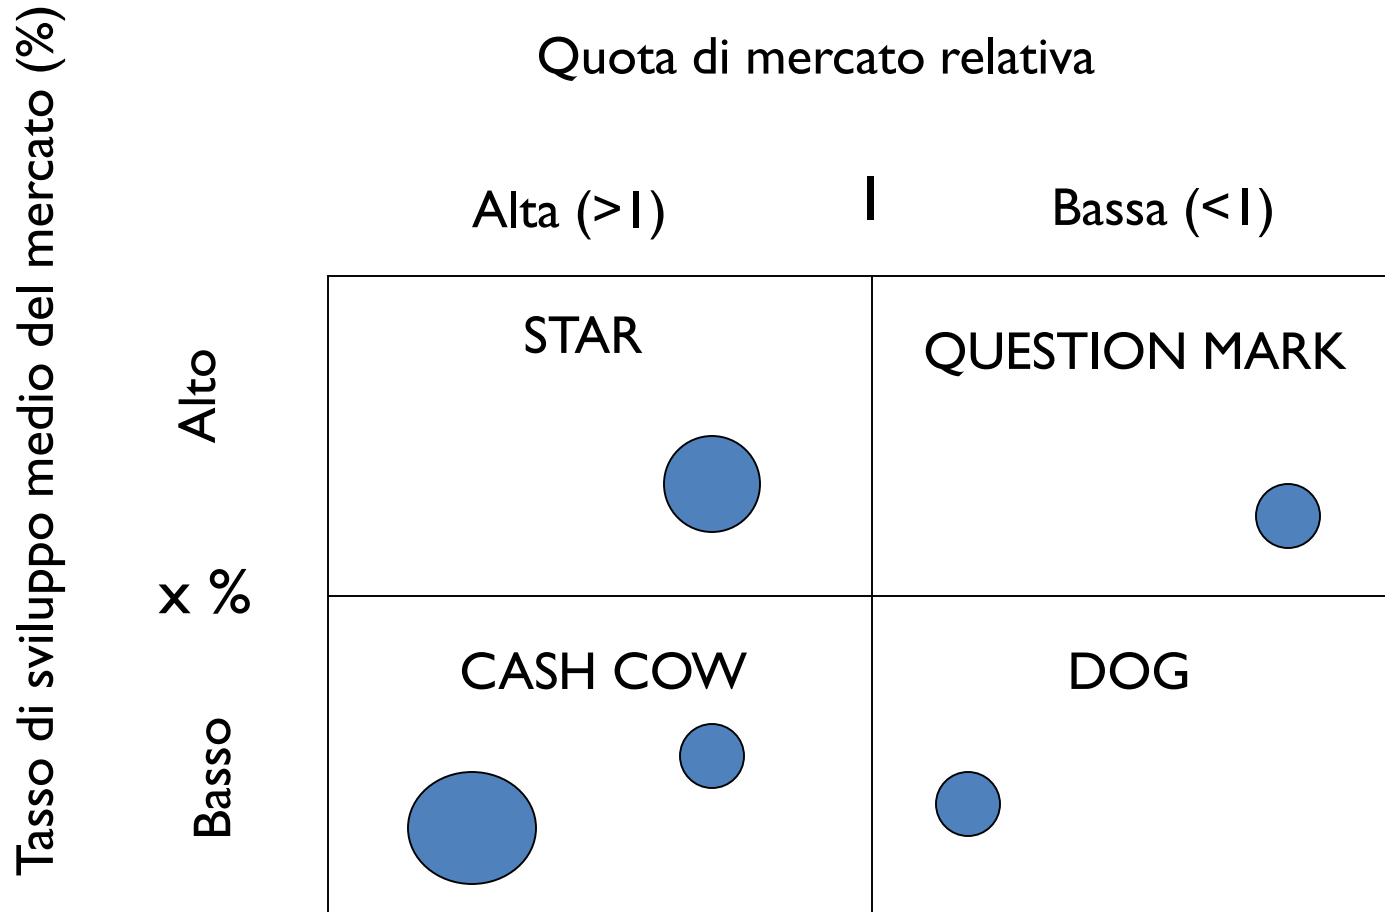 Quota di mercato relativa
Alta (>1)
1
Bassa (<1)
Tasso di sviluppo medio del mercato (%)
Alto
STAR
QUESTION MARK
x %
Basso
CASH COW
DOG